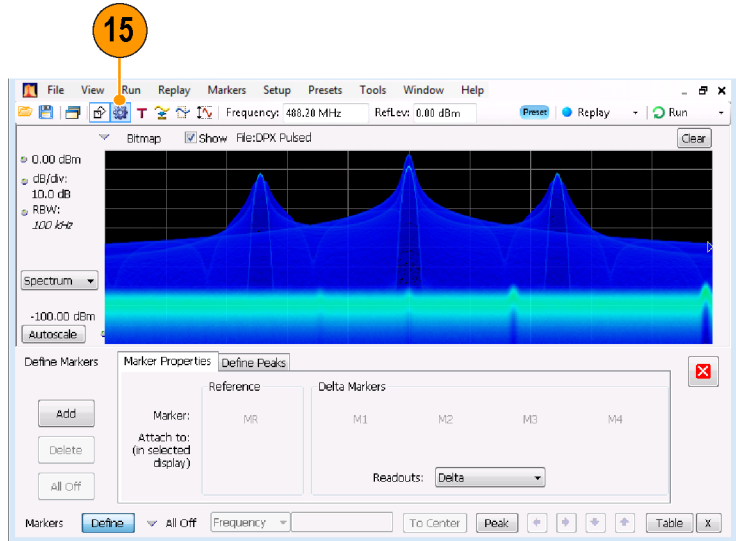 15
File View Run Replay Markers Setup Presets Tools Window Help
T Frequency: 488.20 MHz RefLev: 0.00 dBm Preset Replay Run
Bitmap Show File:DPX Pulsed Clear
0.00 dBm
dB/div:
10.0 dB
RBW:
100 kHz
Spectrum
-100.00 dBm
Autoscale
Define Markers Marker Properties Define Peaks
Reference Delta Markers
Add Marker: MR M1 M2 M3 M4
Attach to:
Delete (in selected
display)
Readouts: Delta
All Off
Markers Define All Off Frequency To Center Peak Table X